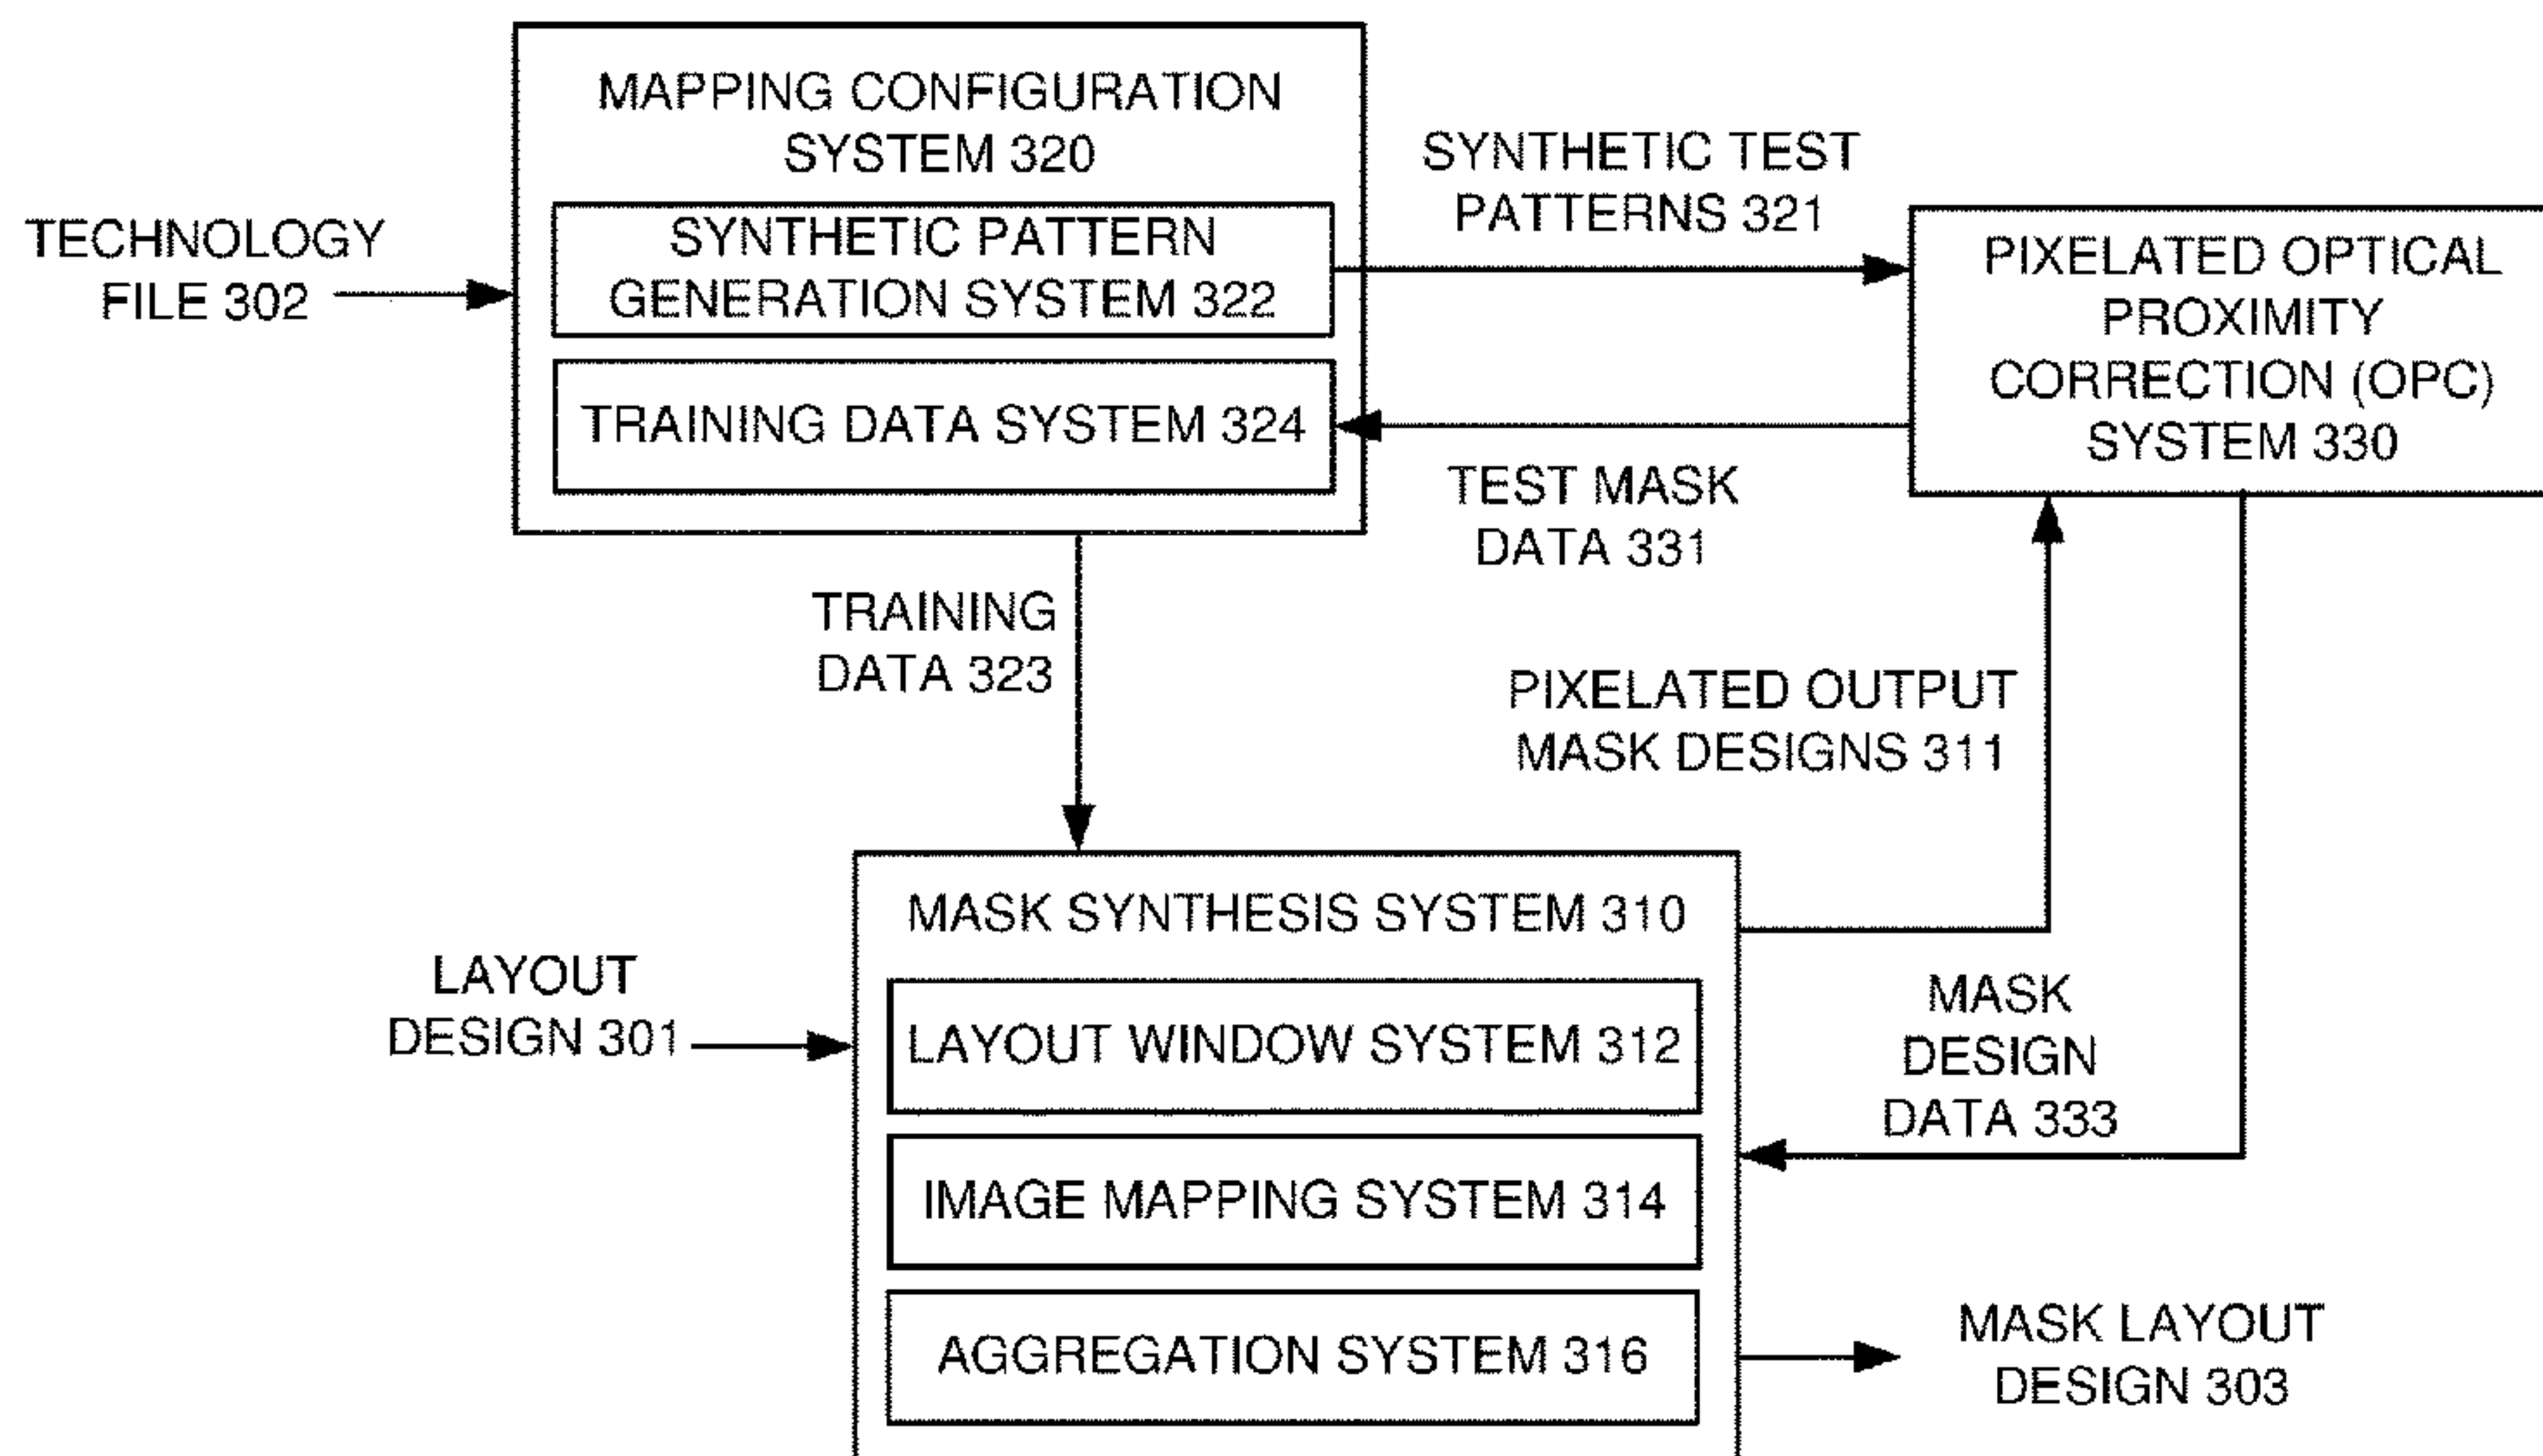 MAPPING CONFIGURATION
SYSTEM 320
SYNTHETIC PATTERN
GENERATION SYSTEM 322
TRAINING DATA SYSTEM 324
TECHNOLOGY
FILE 302
SYNTHETIC TEST
PATTERNS 321
PIXELATED OPTICAL
PROXIMITY
CORRECTION (OPC)
SYSTEM 330
TEST MASK
DATA 331
TRAINING
DATA 323
PIXELATED OUTPUT
MASK DESIGNS 311
MASK SYNTHESIS SYSTEM 310
LAYOUT
DESIGN 301
LAYOUT WINDOW SYSTEM 312
IMAGE MAPPING SYSTEM 314
AGGREGATION SYSTEM 316
MASK
DESIGN
DATA 333
MASK LAYOUT
DESIGN 303